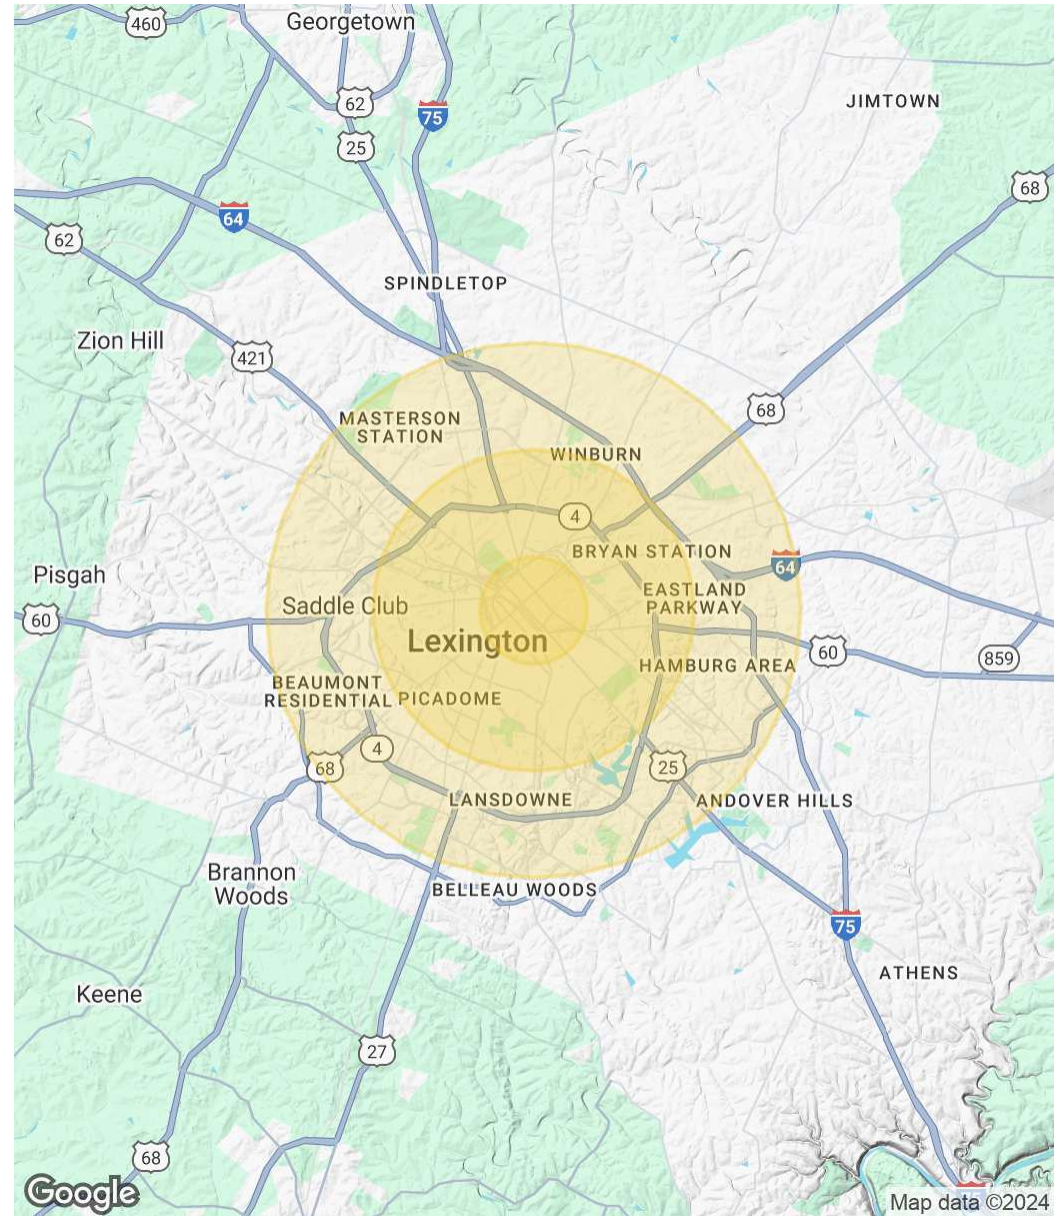 460
Georgetown
62
25
75
JIMTOWN
68
64
62
SPINDLETOP
Zion Hill
421
68
MASTERSON
STATION
WINBURN
4
BRYAN STATION
64
Pisgah
EASTLAND
PARKWAY
60
Saddle Club
Lexington
60
859
HAMBURG AREA
BEAUMONT
RESIDENTIAL
PICADOME
4
68
25
LANSDOWNE
ANDOVER HILLS
Brannon
Woods
BELLEAU WOODS
75
ATHENS
Keene
27
68
Google
Map data ©2024